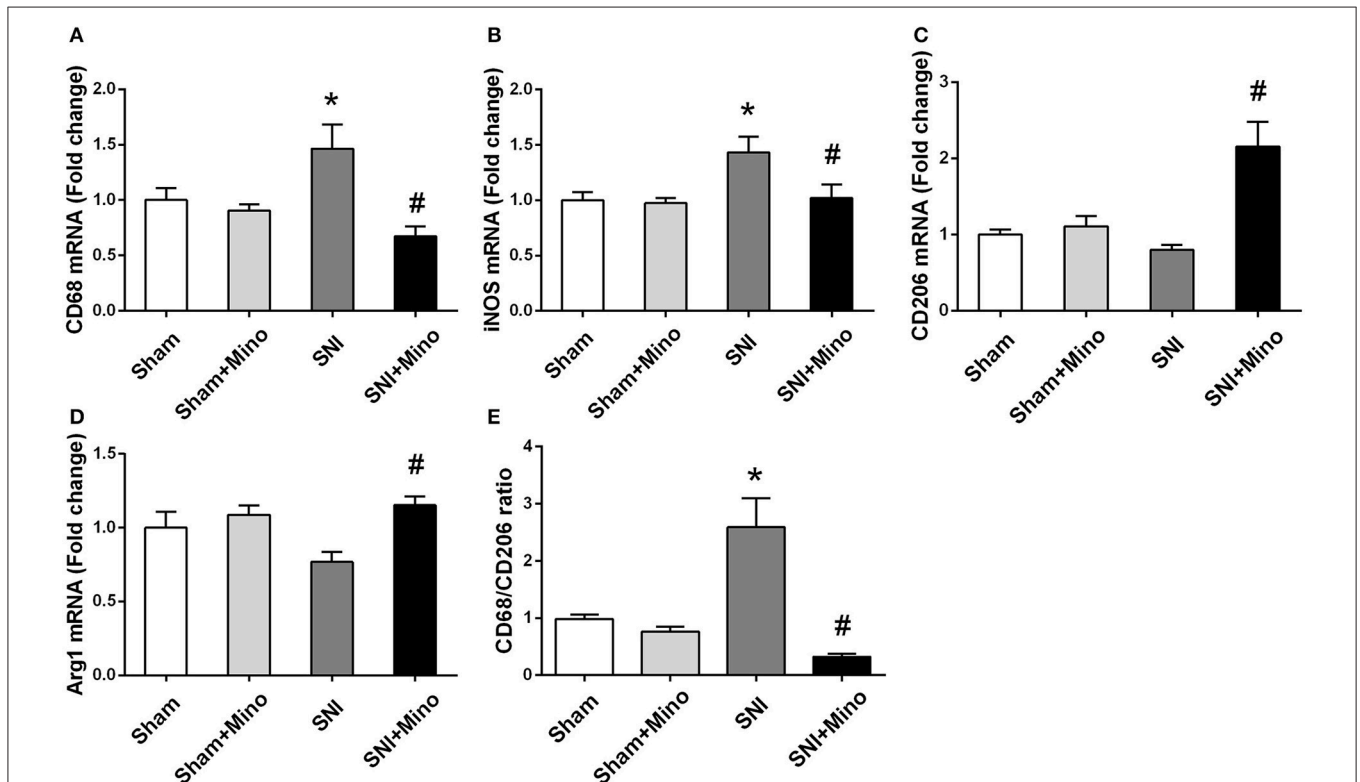 A
CD68 mRNA (Fold change)
2.0
1.5
1.0
0.5
0.0
*
#
Sham
Sham+Mino
SNI
SNI+Mino
B
iNOS mRNA (Fold change)
2.0
1.5
1.0
0.5
0.0
*
#
Sham
Sham+Mino
SNI
SNI+Mino
C
CD206 mRNA (Fold change)
3
2
1
0
#
Sham
Sham+Mino
SNI
SNI+Mino
D
Arg1 mRNA (Fold change)
1.5
1.0
0.5
0.0
#
Sham
Sham+Mino
SNI
SNI+Mino
E
CD68/CD206 ratio
4
3
2
1
0
*
#
Sham
Sham+Mino
SNI
SNI+Mino